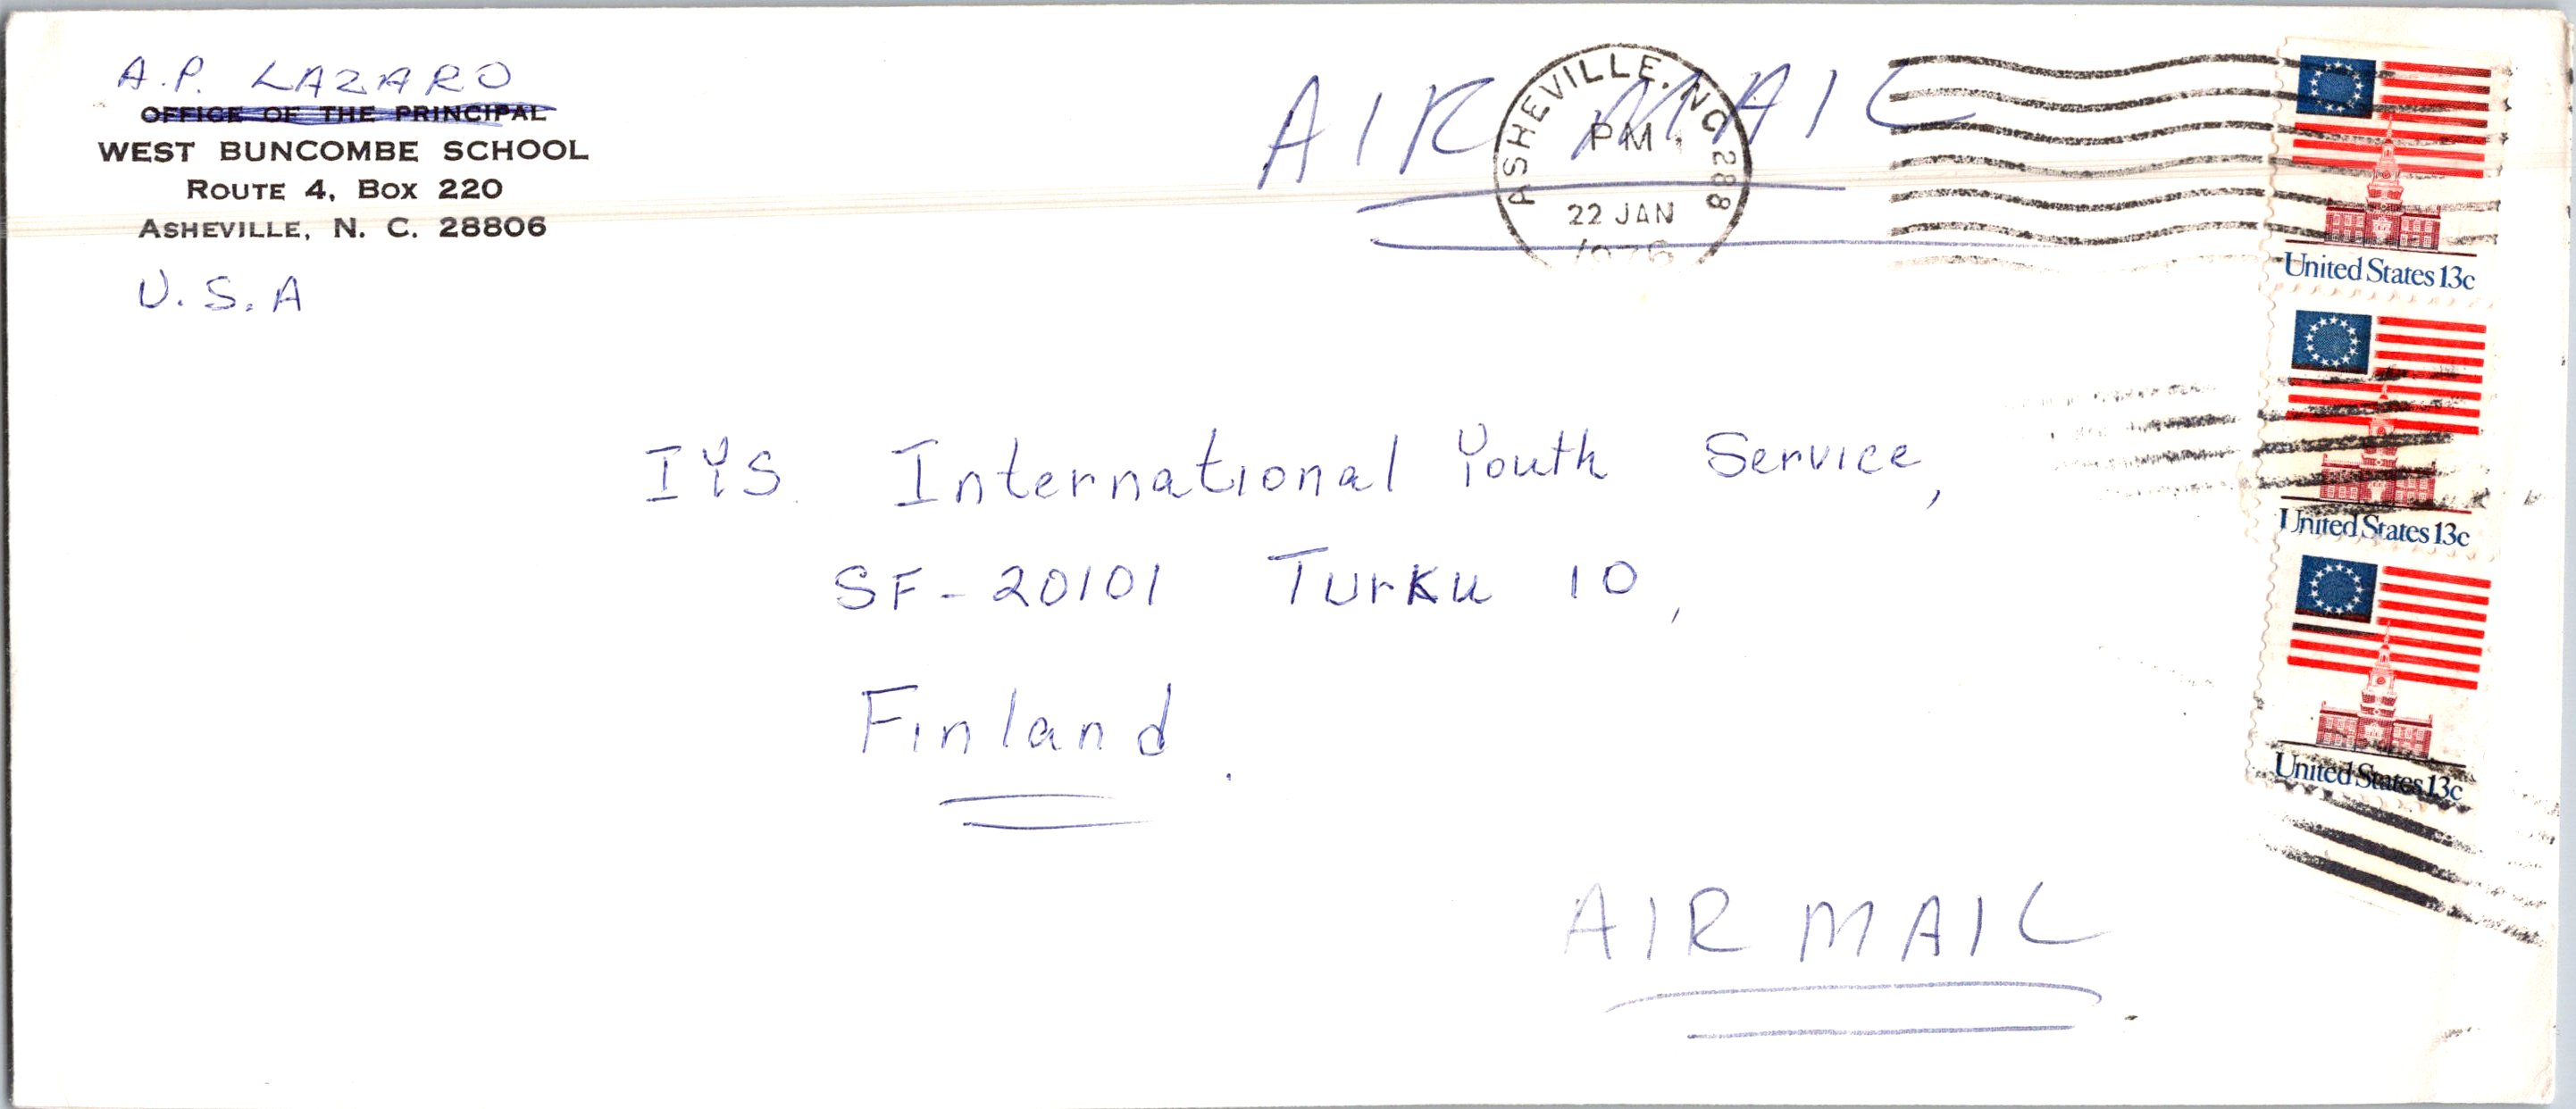 A.P. LAZARO
OFFICE OF THE PRINCIPAL
WEST BUNCOMBE SCHOOL
ROUTE 4, BOX 220
ASHEVILLE, N. C. 28806
U.S.A
AIR MAIL
ASHEVILLE, NC 288
PM
22 JAN
1976
United States 13c
United States 13c
United States 13c
IYS International Youth Service,
SF-20101 Turku 10,
Finland.
AIR MAIL